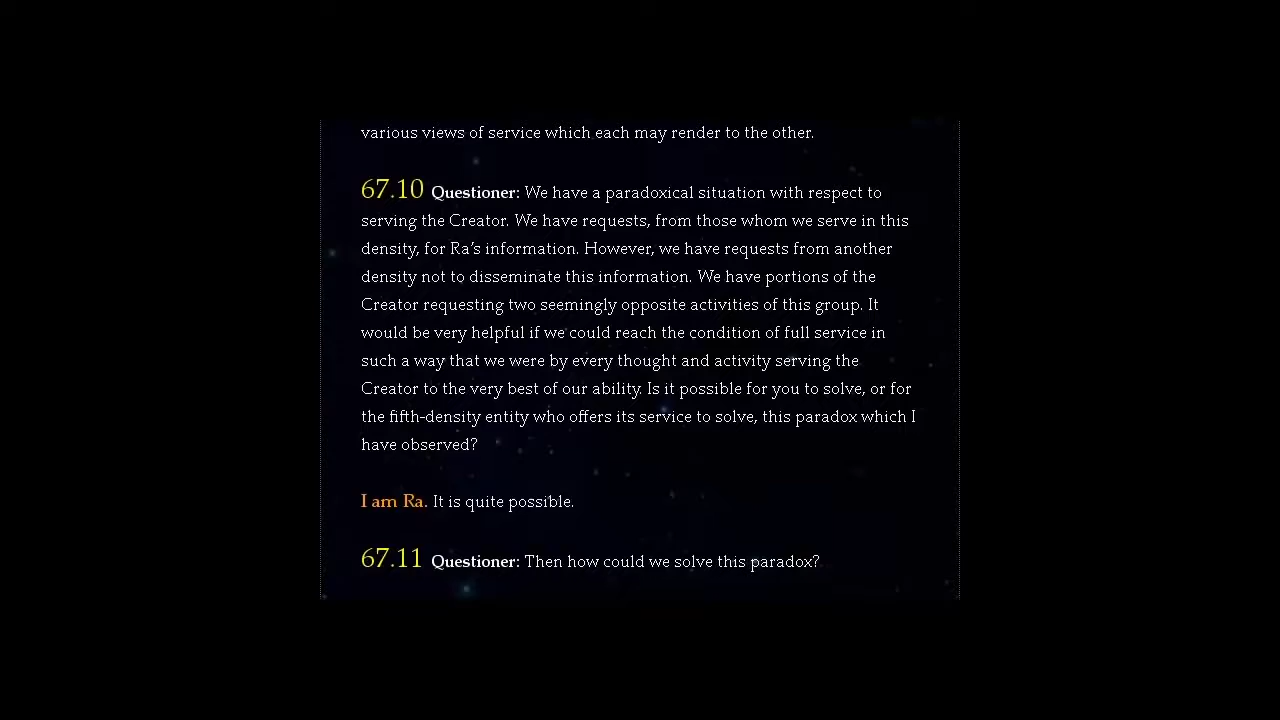 various views of service which each may render to the other.
67.10 Questioner: We have a paradoxical situation with respect to
serving the Creator. We have requests, from those whom we serve in this
density, for Ra’s information. However, we have requests from another
density not to disseminate this information. We have portions of the
Creator requesting two seemingly opposite activities of this group. It
would be very helpful if we could reach the condition of full service in
such a way that we were by every thought and activity serving the
Creator to the very best of our ability. Is it possible for you to solve, or for
the fifth-density entity who offers its service to solve, this paradox which I
have observed?
I am Ra. It is quite possible.
67.11 Questioner: Then how could we solve this paradox?